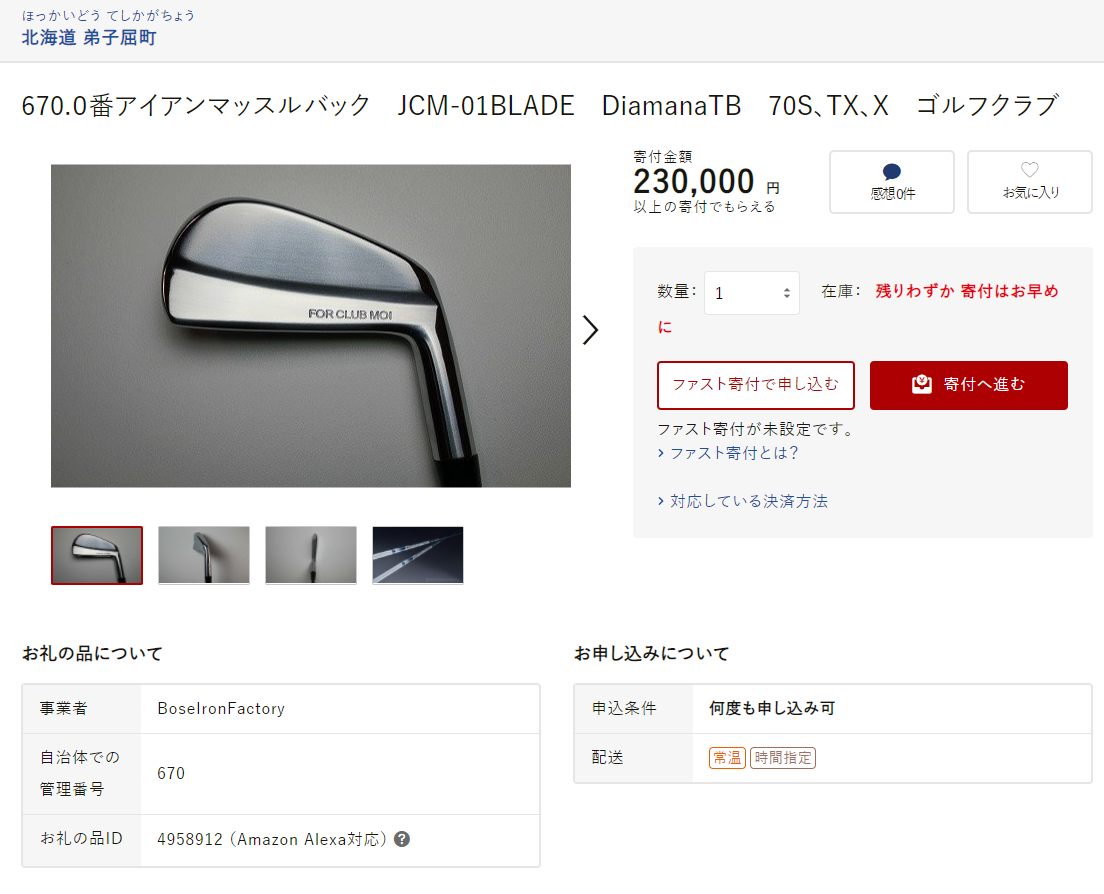 ほっかいどう てしかがちょう
北海道 弟子屈町
670.0番アイアンマッスルバック　JCM-01BLADE　DiamanaTB　70S、TX、X　ゴルフクラブ
FOR CLUB MOI
寄付金額
230,000 円
以上の寄付でもらえる
感想0件
お気に入り
数量：
1
在庫： 残りわずか 寄付はお早め
に
ファスト寄付で申し込む
寄付へ進む
ファスト寄付が未設定です。
ファスト寄付とは?
対応している決済方法
お礼の品について
事業者
BoseIronFactory
自治体での
管理番号
670
お礼の品ID
4958912（Amazon Alexa対応）
お申し込みについて
申込条件
何度も申し込み可
配送
常温 時間指定